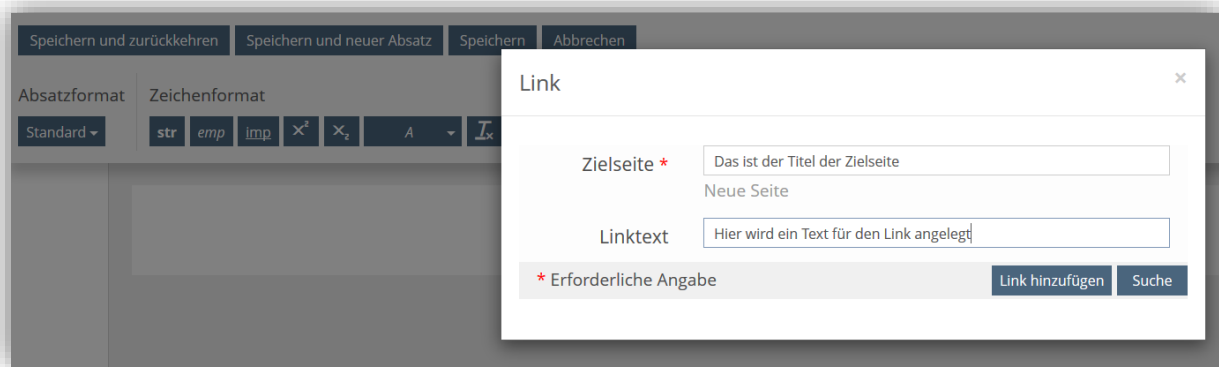 Speichern und zurückkehren Speichern und neuer Absatz Speichern Abbrechen
Absatzformat Zeichenformat
Standard str emp imp x² x₂ A Ix
Link ×
Zielseite * Das ist der Titel der Zielseite
Neue Seite
Linktext Hier wird ein Text für den Link angelegt
* Erforderliche Angabe Link hinzufügen Suche